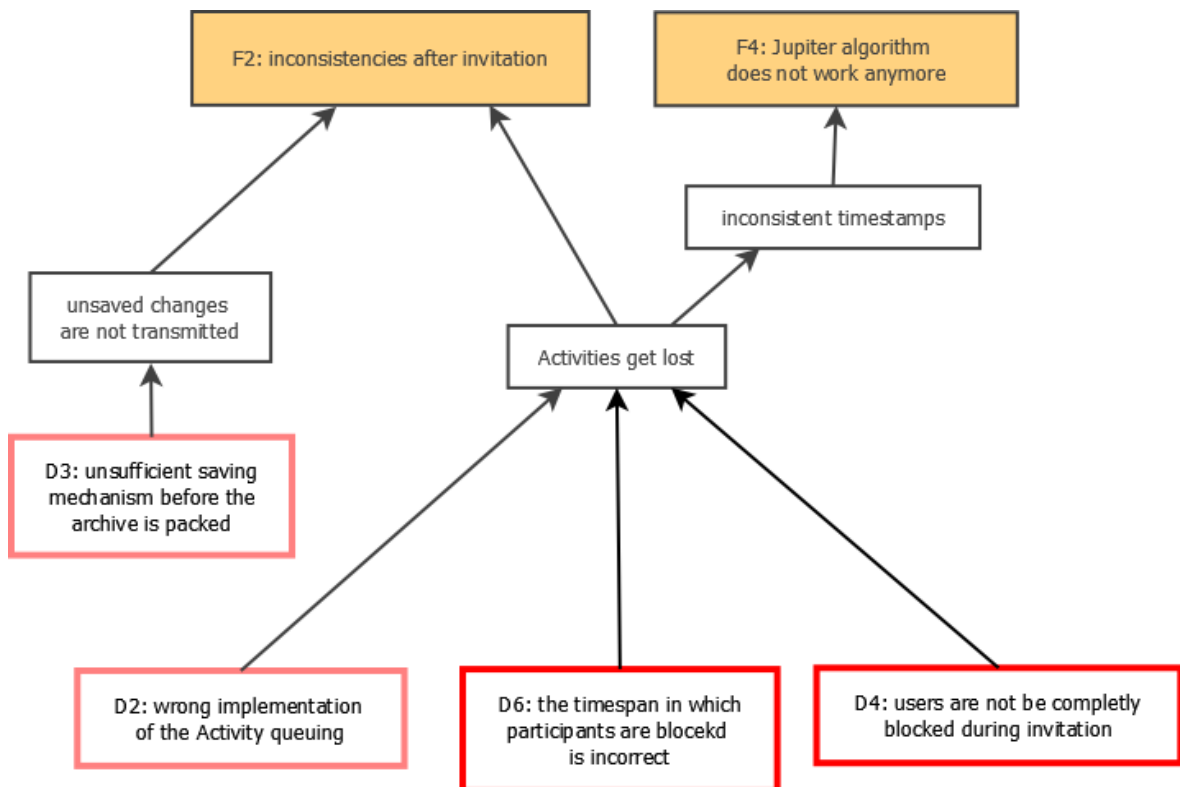 F2: inconsistencies after invitation
F4: Jupiter algorithm
does not work anymore
inconsistent timestamps
unsaved changes
are not transmitted
Activities get lost
D3: unsufficient saving
mechanism before the
archive is packed
D2: wrong implementation
of the Activity queuing
D6: the timespan in which
participants are blocekd
is incorrect
D4: users are not be completly
blocked during invitation